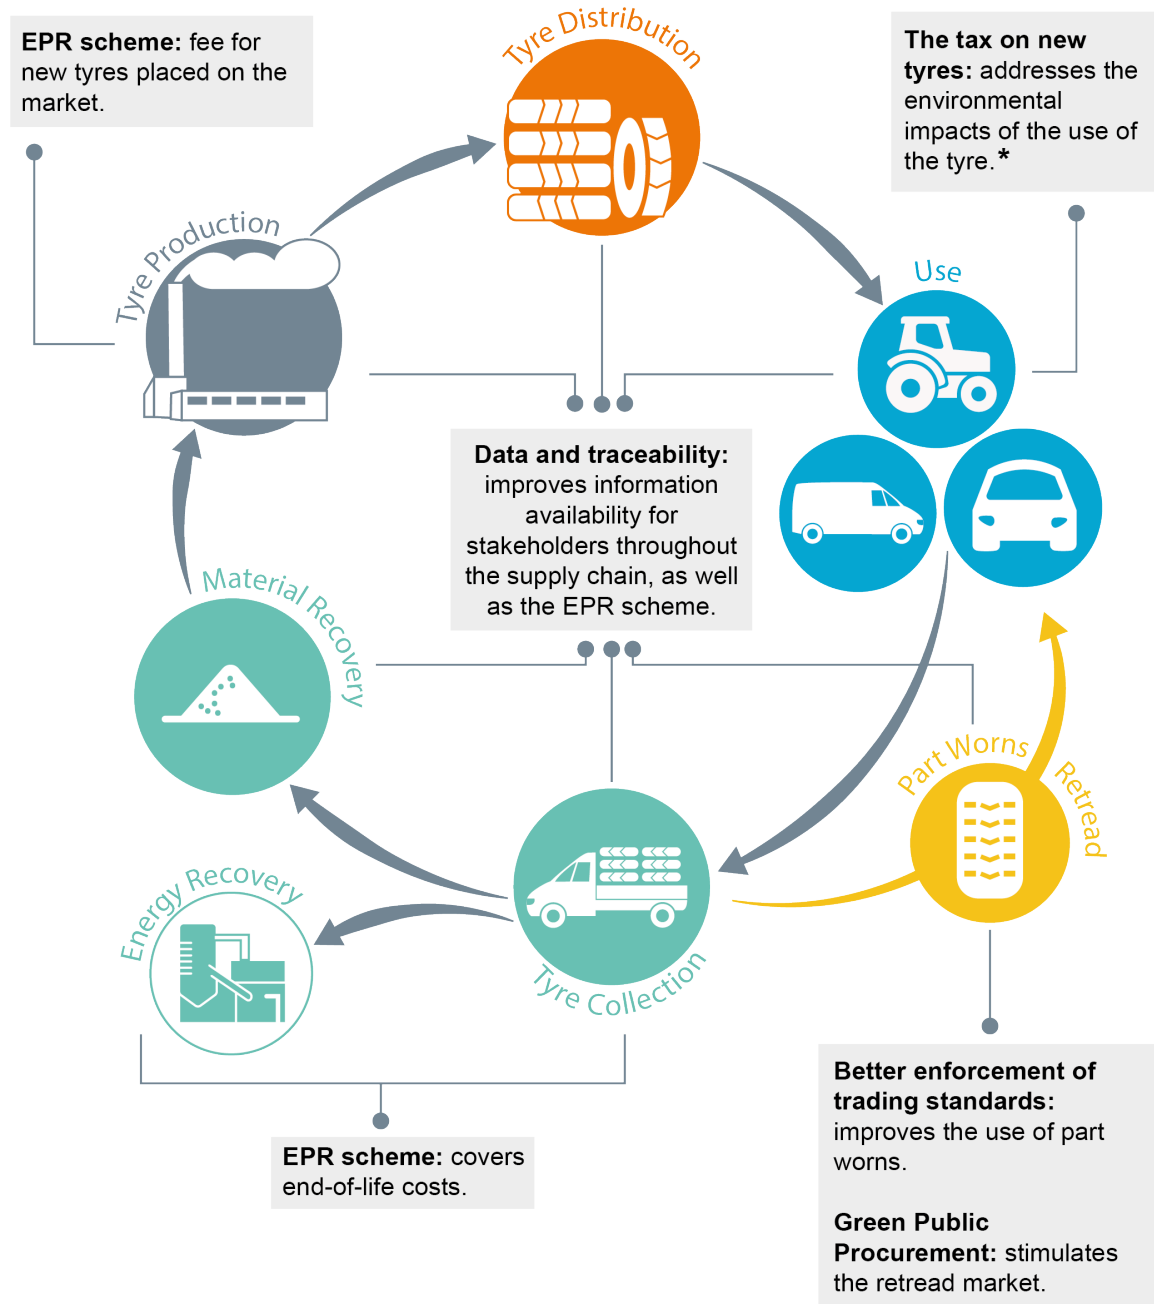 EPR scheme: fee for
new tyres placed on the
market.
Tyre Distribution
The tax on new
tyres: addresses the
environmental
impacts of the use of
the tyre.*
Tyre Production
Use
Data and traceability:
improves information
availability for
stakeholders throughout
the supply chain, as well
as the EPR scheme.
Material Recovery
Part Worns
Retread
Energy Recovery
Tyre Collection
EPR scheme: covers
end-of-life costs.
Better enforcement of
trading standards:
improves the use of part
worns.
Green Public
Procurement: stimulates
the retread market.